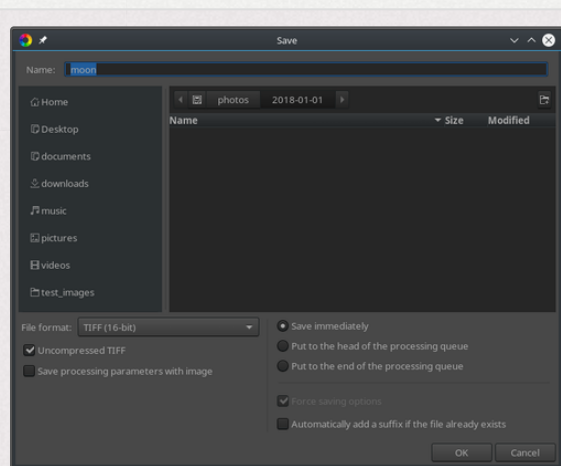 Save
Name: moon
Home
Desktop
documents
downloads
music
pictures
videos
test_images
photos 2018-01-01
Name Size Modified
File format: TIFF (16-bit)
Uncompressed TIFF
Save processing parameters with image
Save immediately
Put to the head of the processing queue
Put to the end of the processing queue
Force saving options
Automatically add a suffix if the file already exists
OK Cancel